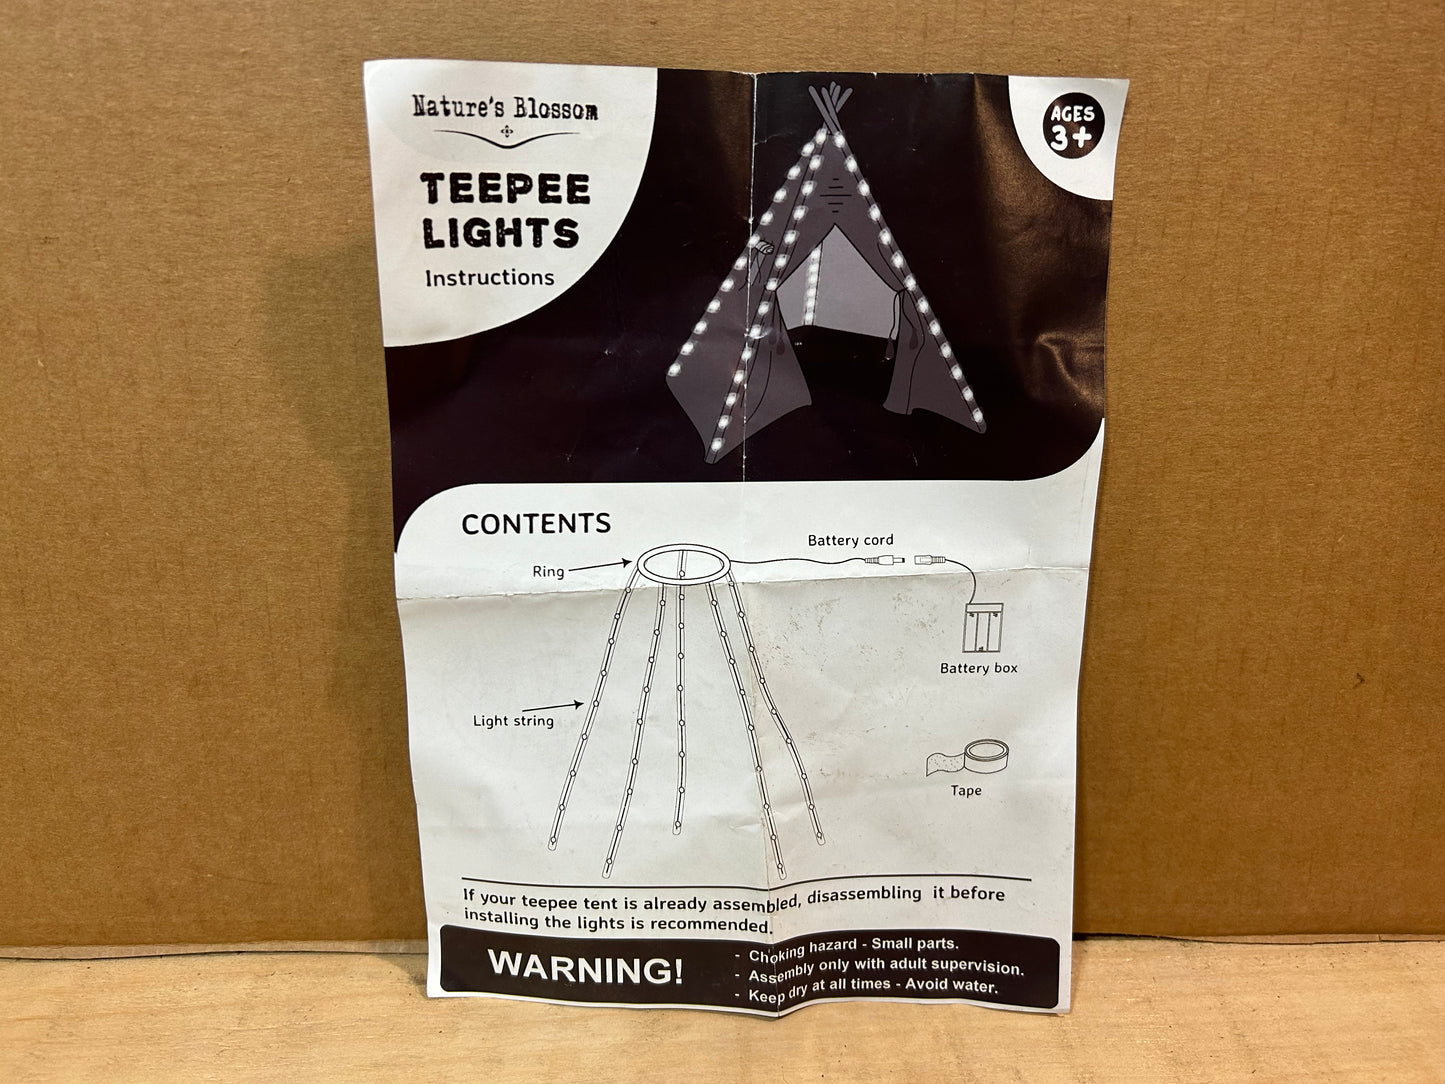 Nature's Blossom
TEEPEE
LIGHTS
Instructions
AGES
3+
CONTENTS
Battery cord
Ring
Battery box
Light string
Tape
If your teepee tent is already assembled, disassembling it before
installing the lights is recommended.
WARNING!
- Choking hazard - Small parts.
- Assembly only with adult supervision.
- Keep dry at all times - Avoid water.